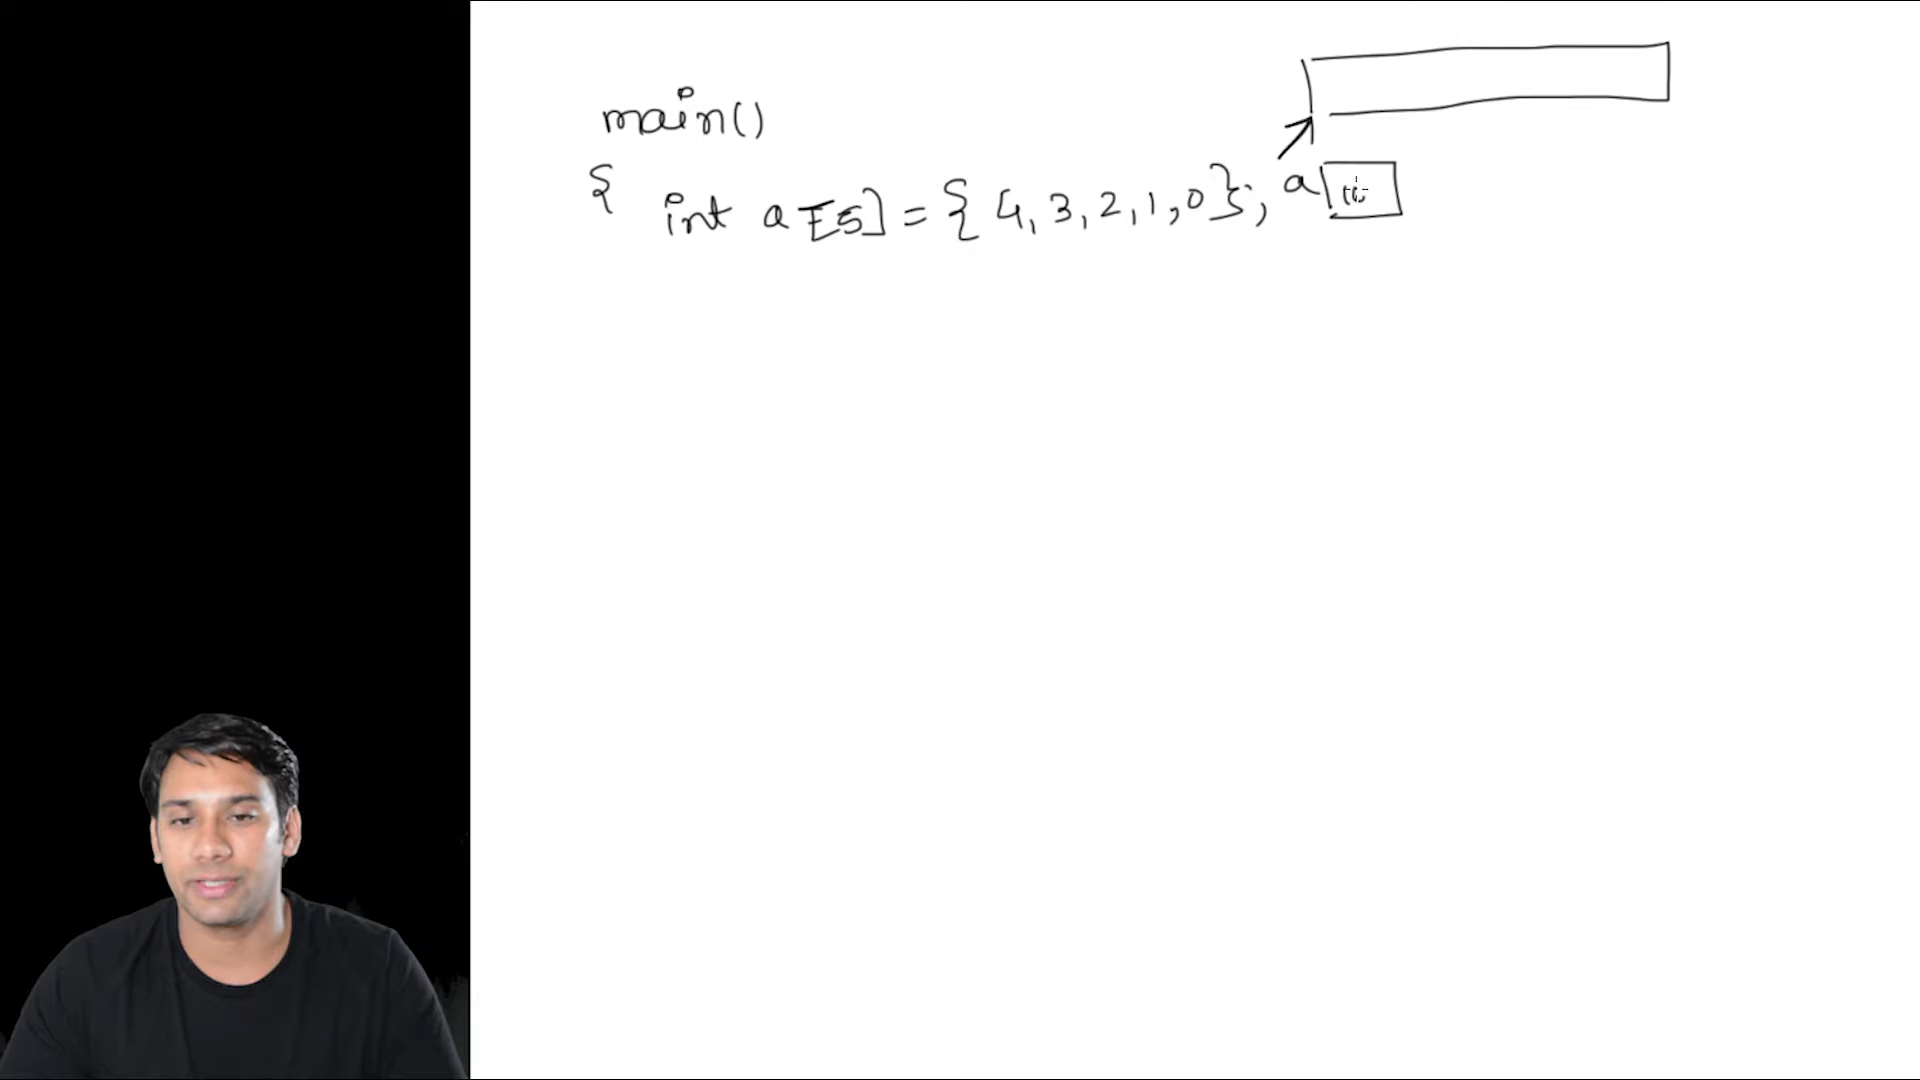 main()
{ int a[5] = { 4, 3, 2, 1, 0 }; a